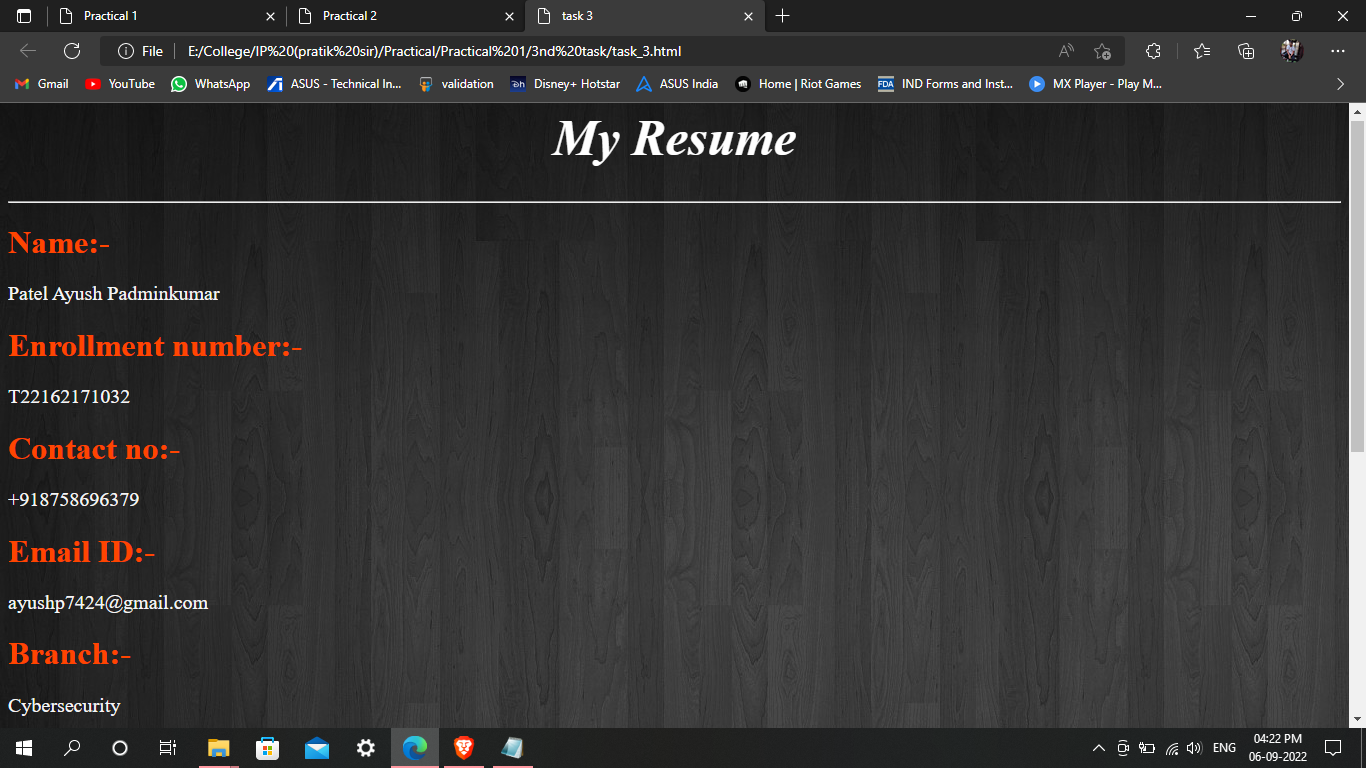 Practical 1
Practical 2
task 3
File
E:/College/IP%20(pratik%20sir)/Practical/Practical%201/3nd%20task/task_3.html
Gmail
YouTube
WhatsApp
ASUS - Technical In...
validation
Disney+ Hotstar
ASUS India
Home | Riot Games
FDA
IND Forms and Inst...
MX Player - Play M...
My Resume
Name:-
Patel Ayush Padminkumar
Enrollment number:-
T22162171032
Contact no:-
+918758696379
Email ID:-
ayushp7424@gmail.com
Branch:-
Cybersecurity
ENG
04:22 PM
06-09-2022